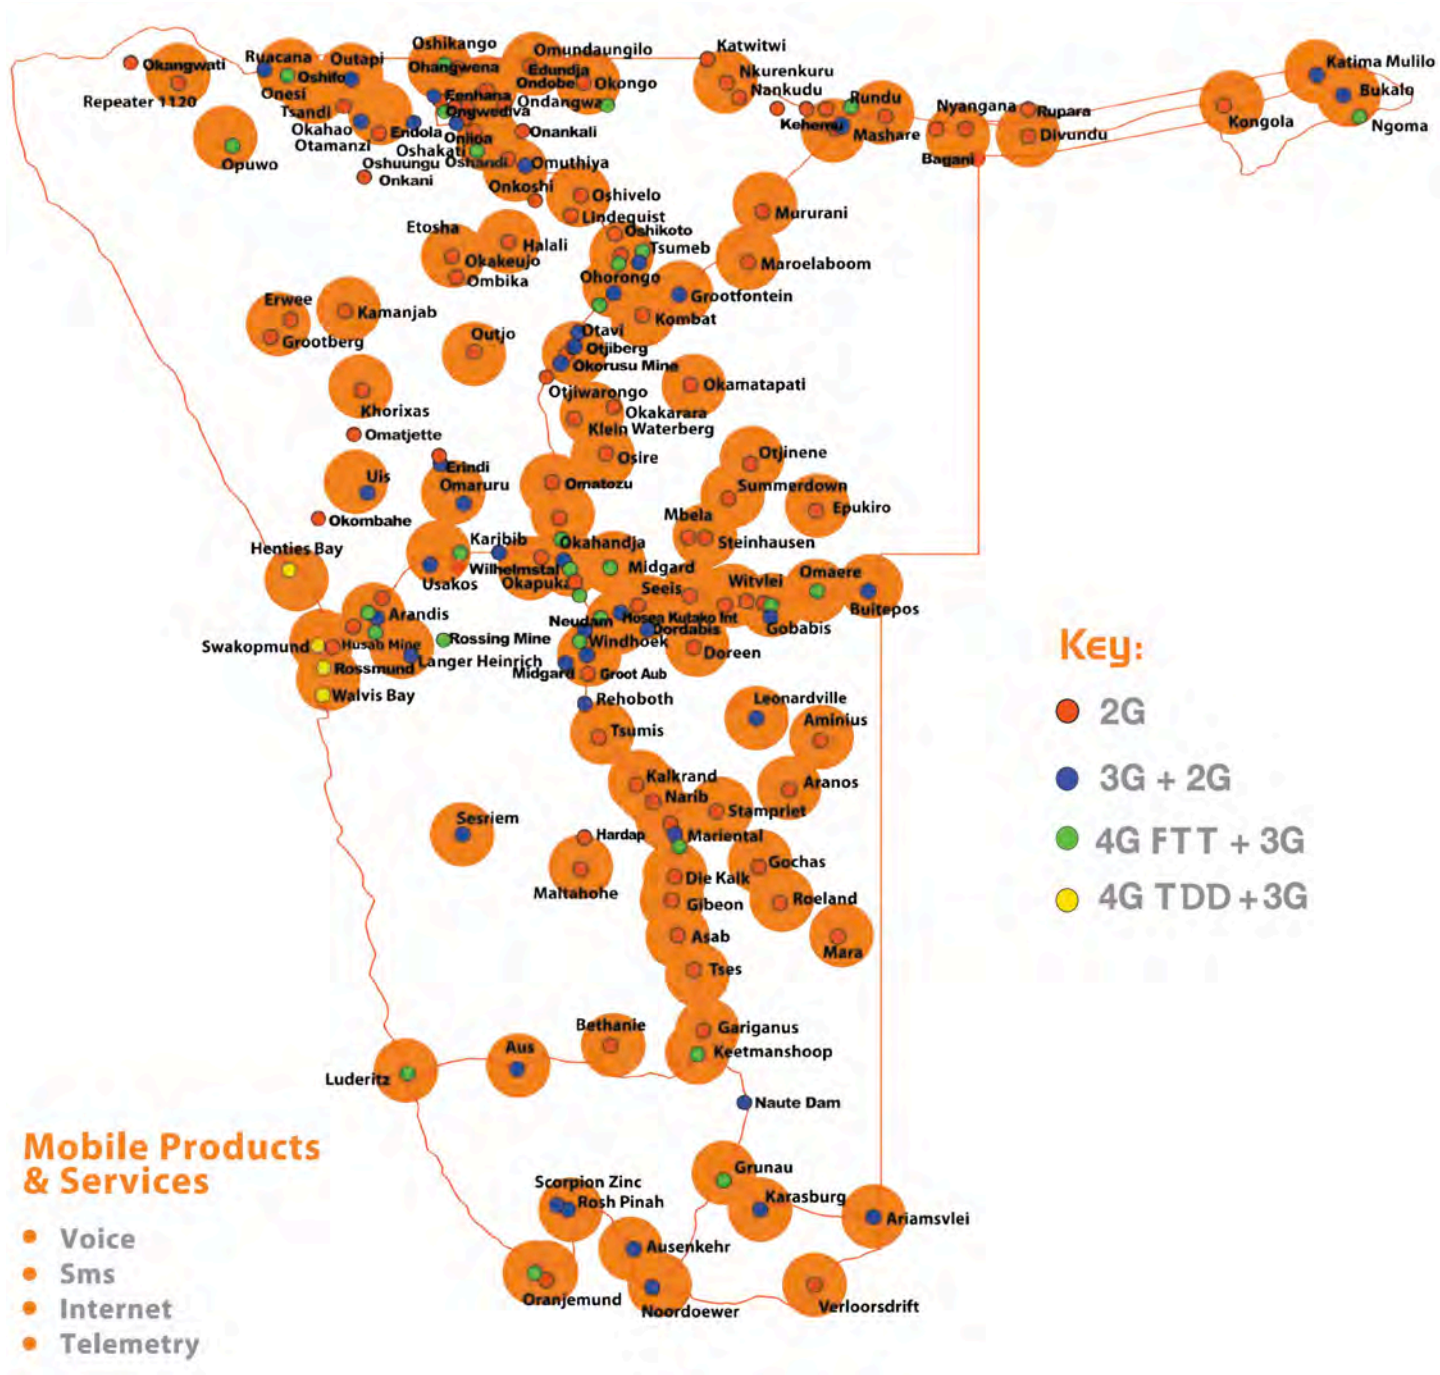 Oshikango
Omundaungilo
Katwitwi
Ruacana
Outapi
Katima Mulilo
Okangwati
Ohangwena
Edundja
Nkurenkuru
Oshifo
Ondobe
Okongo
Nankudu
Bukalo
Repeater 1120
Onesi
Eenhana
Ondangwa
Rundu
Nyangana
Rupara
Tsandi
Ongwediva
Kongola
Ngoma
Okahao
Endola
Onankali
Kehemu
Mashare
Divundu
Otamanzi
Oshakati
Opuwo
Oshuungu
Oshandi
Omuthiya
Bagani
Onkani
Onkoshi
Oshivelo
Lindequist
Mururani
Etosha
Oshikoto
Halali
Tsumeb
Okakeujo
Maroelaboom
Ombika
Ohorongo
Erwee
Grootfontein
Kamanjab
Kombat
Grootberg
Outjo
Otavi
Otjiberg
Okorusu Mine
Okamatapati
Otjiwarongo
Khorixas
Okakarara
Omatjette
Klein Waterberg
Otjinene
Osire
Erindi
Uis
Omaruru
Omatozu
Summerdown
Epukiro
Okombahe
Mbela
Henties Bay
Karibib
Okahandja
Steinhausen
Wilhelmstal
Midgard
Omaere
Usakos
Okapuka
Seeis
Witvlei
Buitepos
Arandis
Neudam
Hosea Kutako Int
Dordabis
Gobabis
Swakopmund
Husab Mine
Rossing Mine
Windhoek
Doreen
Rossmund
Langer Heinrich
Midgard
Groot Aub
Walvis Bay
Rehoboth
Leonardville
Aminius
Tsumis
Kalkrand
Aranos
Narib
Stampriet
Sesriem
Hardap
Mariental
Gochas
Die Kalk
Maltahohe
Gibeon
Roeland
Asab
Mara
Tses
Bethanie
Gariganus
Aus
Keetmanshoop
Luderitz
Naute Dam
Grunau
Scorpion Zinc
Rosh Pinah
Karasburg
Ariamsvlei
Ausenkehr
Oranjemund
Noordoewer
Verloorsdrift
Key:
2G
3G + 2G
4G FTT + 3G
4G TDD + 3G
Mobile Products
& Services
Voice
Sms
Internet
Telemetry